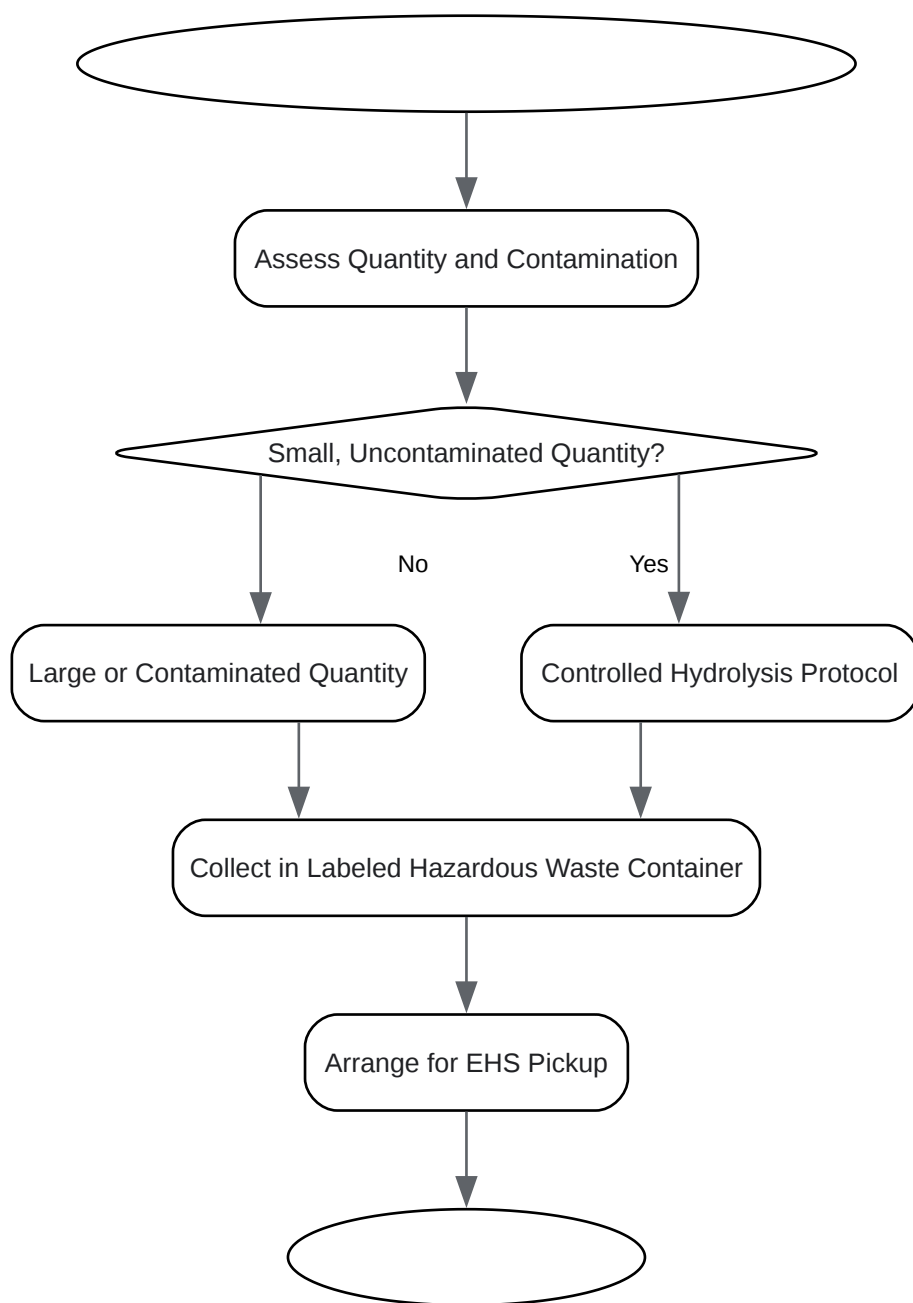 Assess Quantity and Contamination
Small, Uncontaminated Quantity?
No
Yes
Large or Contaminated Quantity
Controlled Hydrolysis Protocol
Collect in Labeled Hazardous Waste Container
Arrange for EHS Pickup